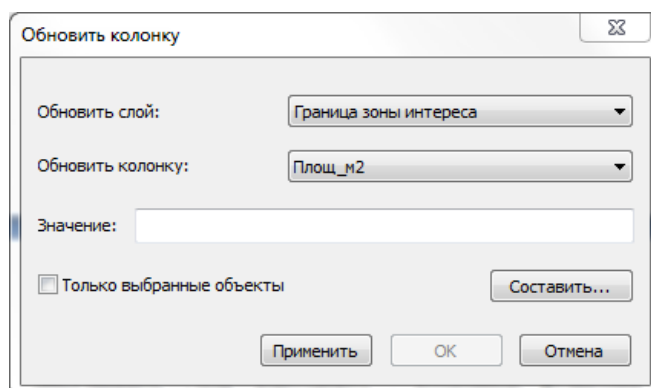 Обновить колонку
Обновить слой: Граница зоны интереса
Обновить колонку: Площ_м2
Значение:
Только выбранные объекты Составить...
Применить OK Отмена